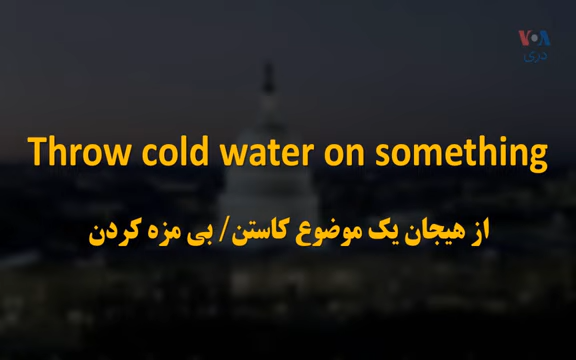 VOA
دری
Throw cold water on something
از هیجان یک موضوع کاستن/ بی مزه کردن